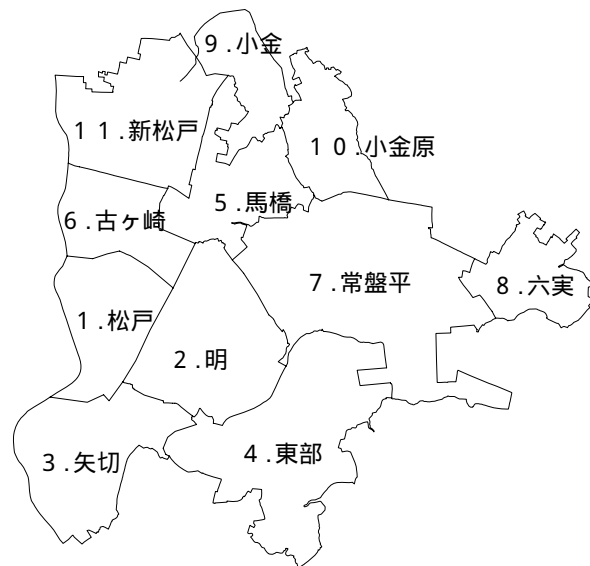 9.小金
11.新松戸
10.小金原
5.馬橋
6.古ヶ崎
7.常盤平
8.六実
1.松戸
2.明
3.矢切
4.東部